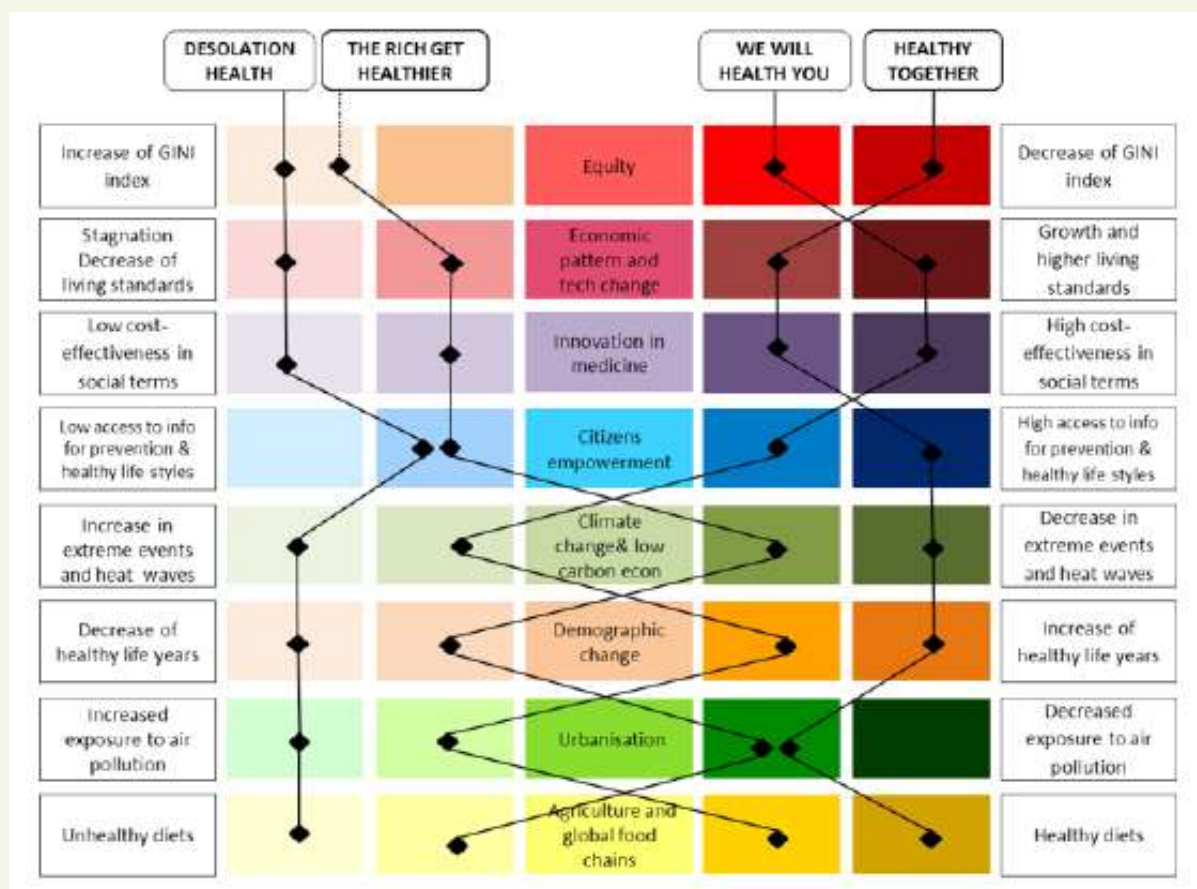 DESOLATION
HEALTH
THE RICH GET
HEALTHIER
WE WILL
HEALTH YOU
HEALTHY
TOGETHER
Increase of GINI
index
Equity
Decrease of GINI
index
Stagnation
Decrease of
living standards
Economic
pattern and
tech change
Growth and
higher living
standards
Low cost-
effectiveness in
social terms
Innovation in
medicine
High cost-
effectiveness in
social terms
Low access to info
for prevention &
healthy life styles
Citizens
empowerment
High access to info
for prevention &
healthy life styles
Increase in
extreme events
and heat waves
Climate
change& low
carbon econ
Decrease in
extreme events
and heat waves
Decrease of
healthy life years
Demographic
change
Increase of
healthy life years
Increased
exposure to air
pollution
Urbanisation
Decreased
exposure to air
pollution
Unhealthy diets
Agriculture and
global food
chains
Healthy diets